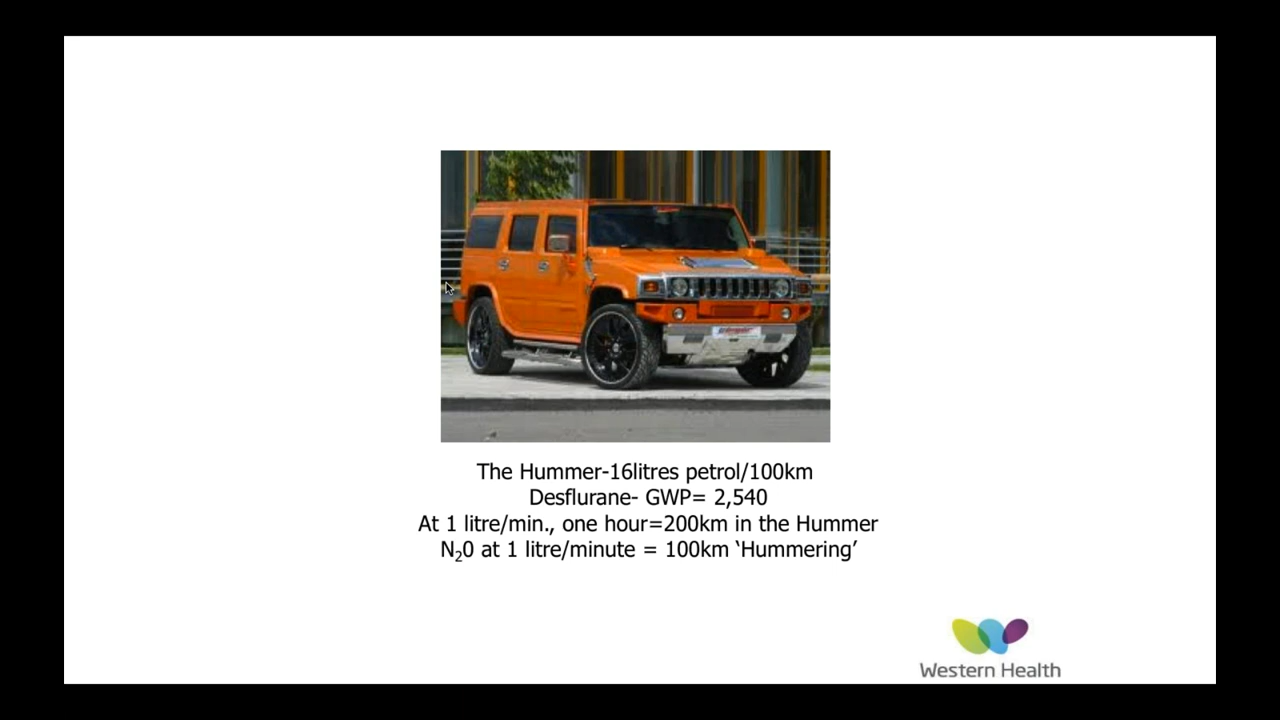 The Hummer-16litres petrol/100km
Desflurane- GWP= 2,540
At 1 litre/min., one hour=200km in the Hummer
N₂0 at 1 litre/minute = 100km ‘Hummering’
Western Health